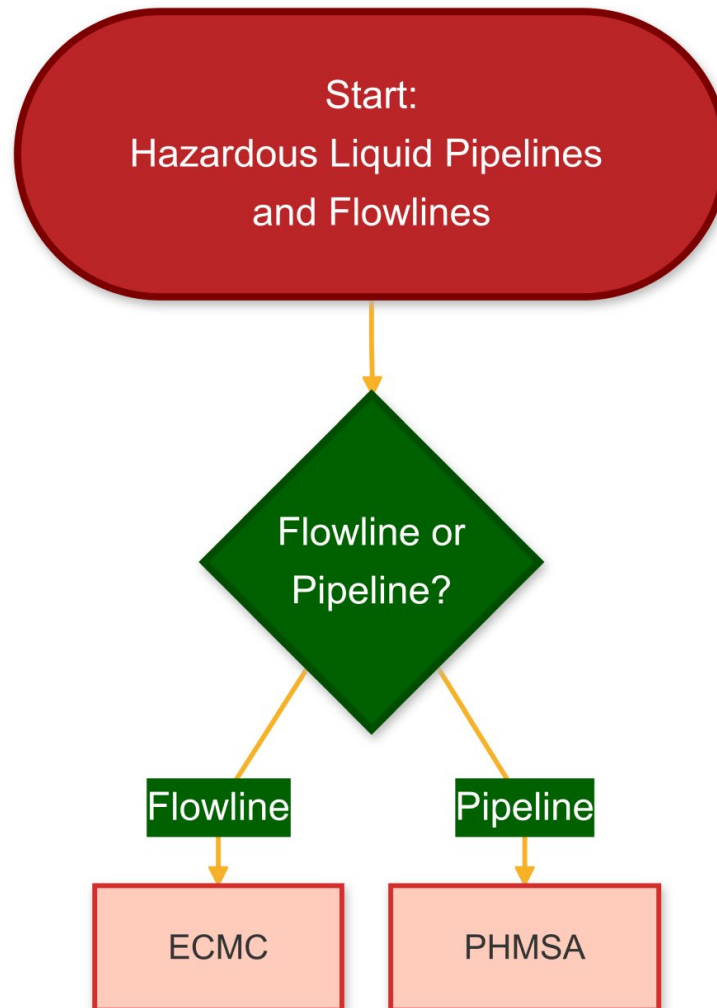 Start:
Hazardous Liquid Pipelines
and Flowlines
Flowline or
Pipeline?
Flowline
Pipeline
ECMC
PHMSA